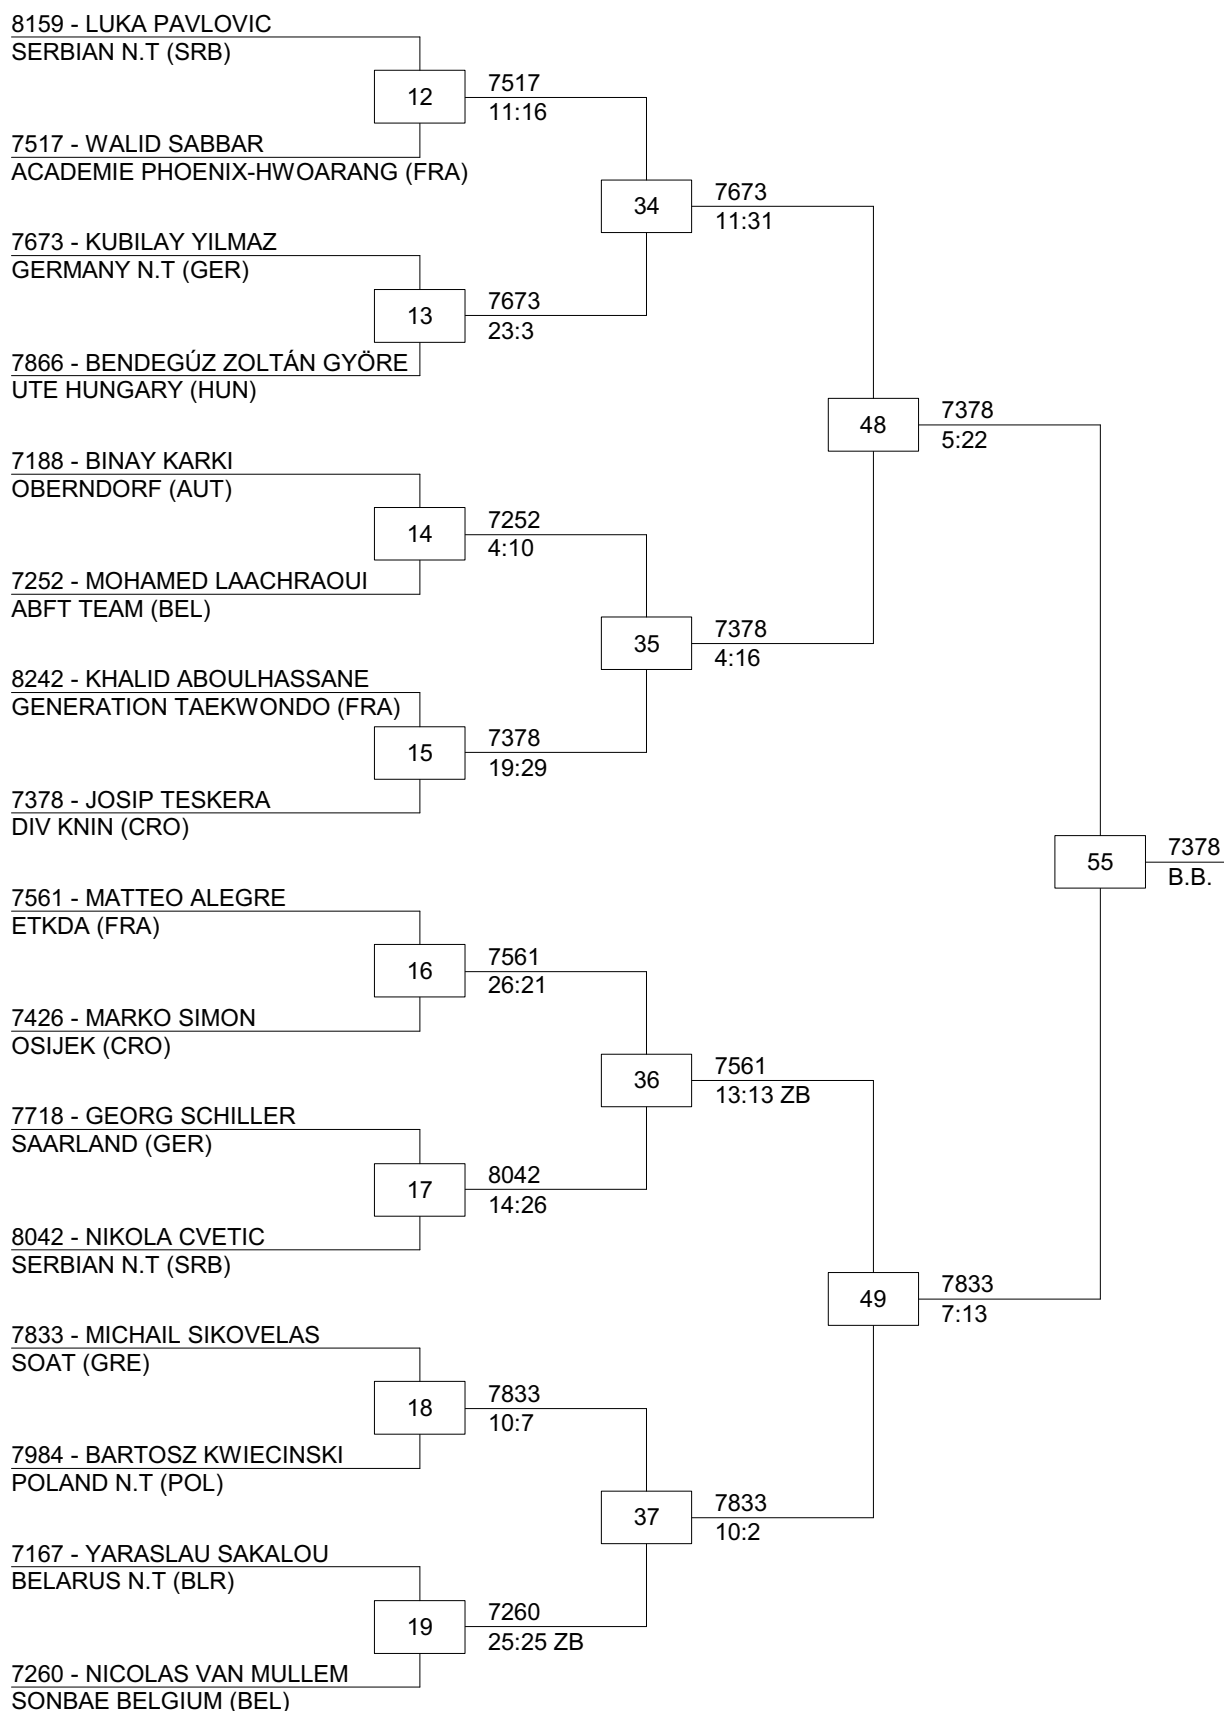 8159 - LUKA PAVLOVIC
SERBIAN N.T (SRB)
12
7517
11:16
7517 - WALID SABBAR
ACADEMIE PHOENIX-HWOARANG (FRA)
34
7673
11:31
7673 - KUBILAY YILMAZ
GERMANY N.T (GER)
13
7673
23:3
7866 - BENDEGÚZ ZOLTÁN GYÖRE
UTE HUNGARY (HUN)
48
7378
5:22
7188 - BINAY KARKI
OBERNDORF (AUT)
14
7252
4:10
7252 - MOHAMED LAACHRAOUI
ABFT TEAM (BEL)
35
7378
4:16
8242 - KHALID ABOULHASSANE
GENERATION TAEKWONDO (FRA)
15
7378
19:29
7378 - JOSIP TESKERA
DIV KNIN (CRO)
55
7378
B.B.
7561 - MATTEO ALEGRE
ETKDA (FRA)
16
7561
26:21
7426 - MARKO SIMON
OSIJEK (CRO)
36
7561
13:13 ZB
7718 - GEORG SCHILLER
SAARLAND (GER)
17
8042
14:26
8042 - NIKOLA CVETIC
SERBIAN N.T (SRB)
49
7833
7:13
7833 - MICHAIL SIKOVELAS
SOAT (GRE)
18
7833
10:7
7984 - BARTOSZ KWIECINSKI
POLAND N.T (POL)
37
7833
10:2
7167 - YARASLAU SAKALOU
BELARUS N.T (BLR)
19
7260
25:25 ZB
7260 - NICOLAS VAN MULLEM
SONBAE BELGIUM (BEL)